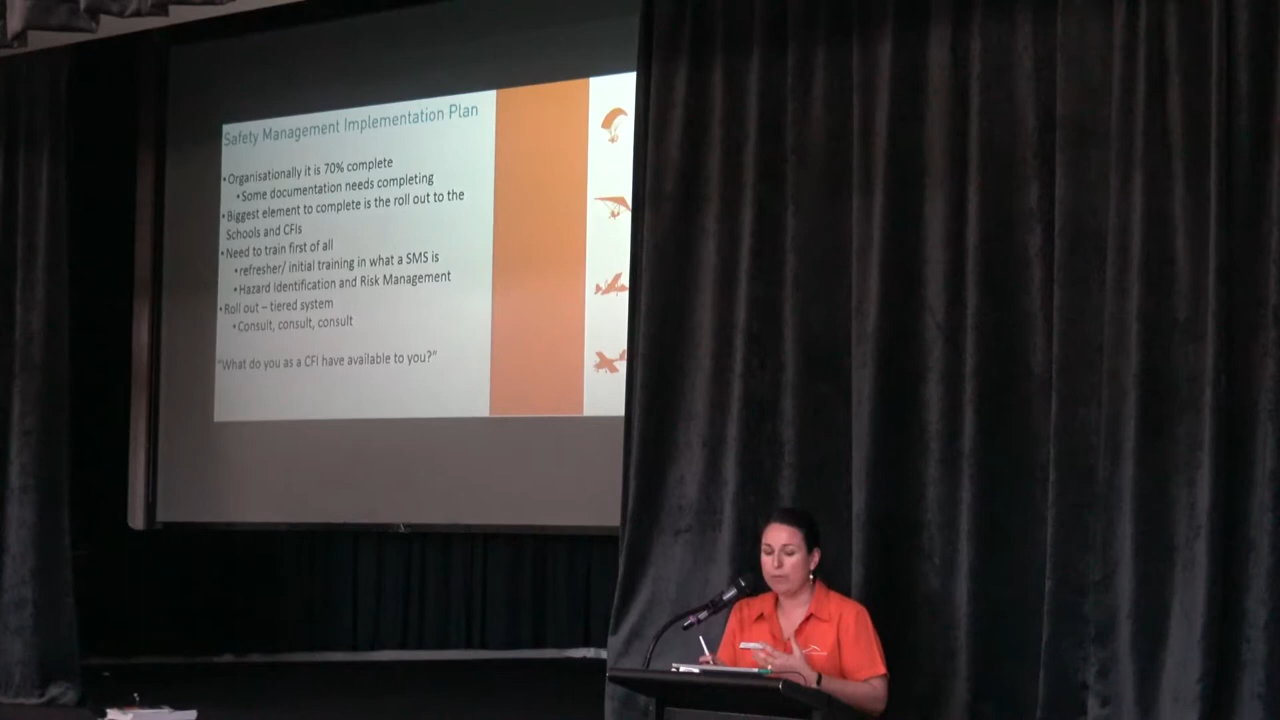 Safety Management Implementation Plan
•Organisationally it is 70% complete
•Some documentation needs completing
•Biggest element to complete is the roll out to the
Schools and CFIs
•Need to train first of all
•refresher/ initial training in what a SMS is
•Hazard Identification and Risk Management
•Roll out – tiered system
•Consult, consult, consult
"What do you as a CFI have available to you?"